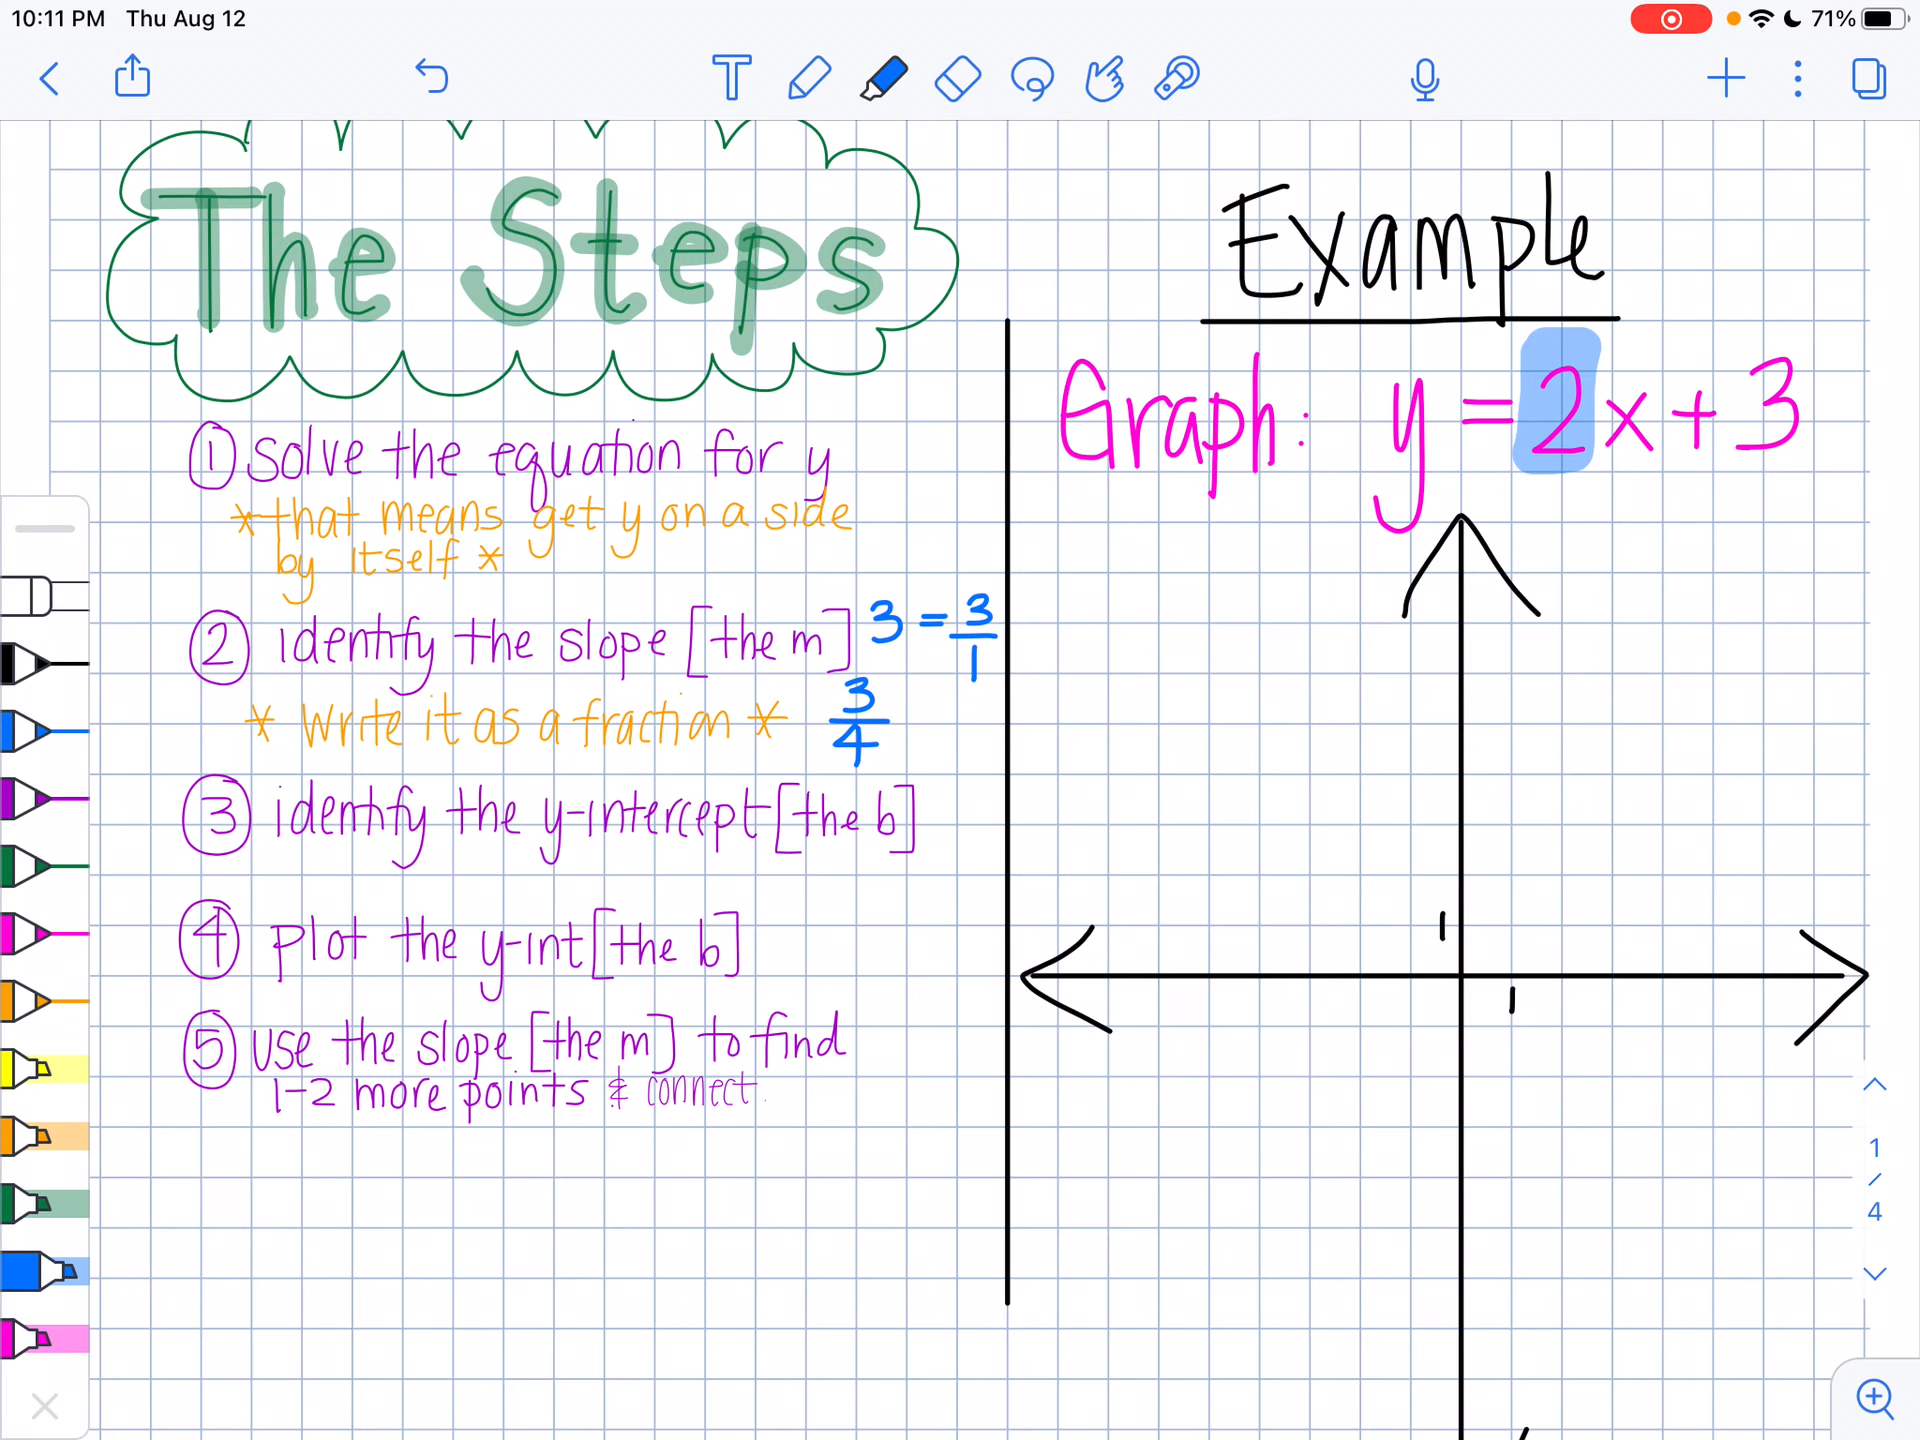 10:11 PM Thu Aug 12
71%
The Steps
① solve the equation for y
*that means get y on a side
by itself *
② identify the slope [the m] 3 = 3/1
* Write it as a fraction * 3/4
③ identify the y-intercept [the b]
④ plot the y-int [the b]
⑤ use the slope [the m] to find
1-2 more points & connect.
Example
Graph: y = 2x + 3
1
1
1
/
4